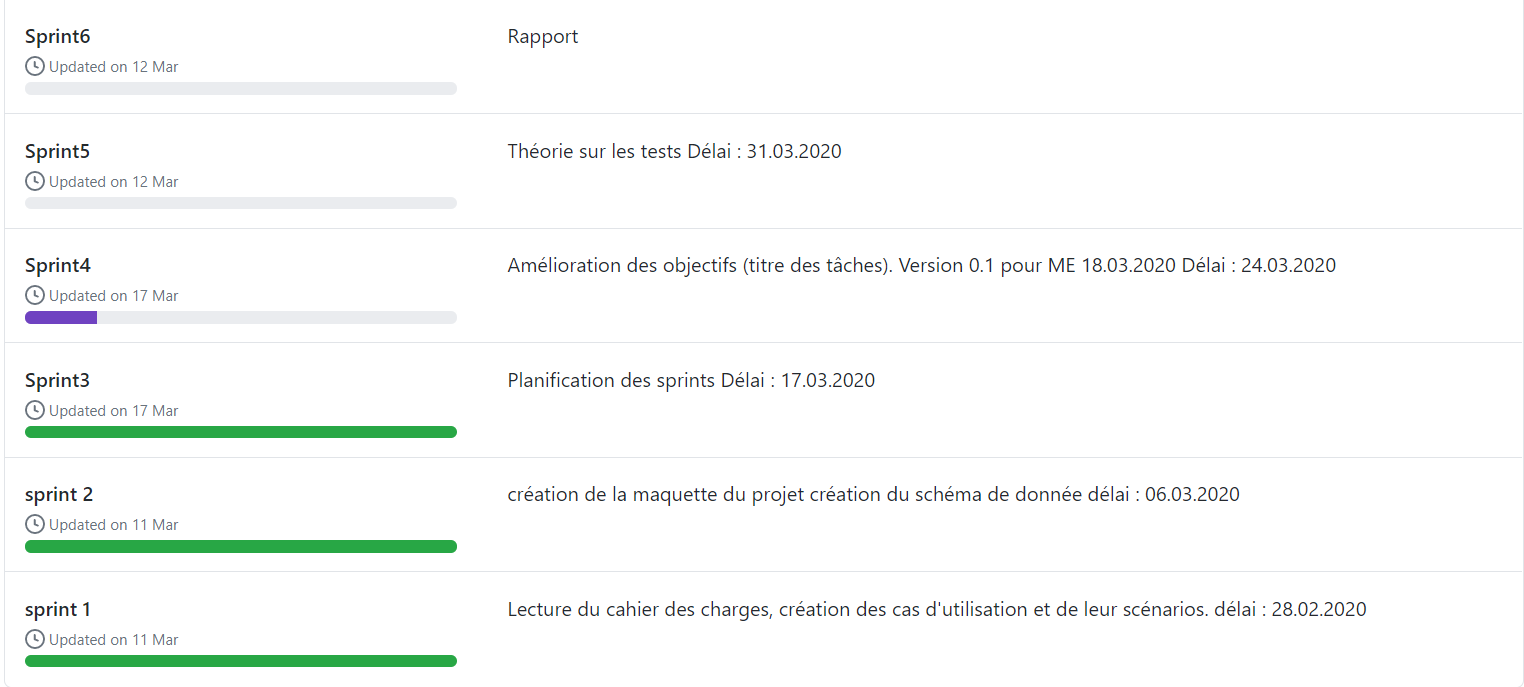 Sprint6
Rapport
Updated on 12 Mar
Sprint5
Théorie sur les tests Délai : 31.03.2020
Updated on 12 Mar
Sprint4
Amélioration des objectifs (titre des tâches). Version 0.1 pour ME 18.03.2020 Délai : 24.03.2020
Updated on 17 Mar
Sprint3
Planification des sprints Délai : 17.03.2020
Updated on 17 Mar
sprint 2
création de la maquette du projet création du schéma de donnée délai : 06.03.2020
Updated on 11 Mar
sprint 1
Lecture du cahier des charges, création des cas d'utilisation et de leur scénarios. délai : 28.02.2020
Updated on 11 Mar